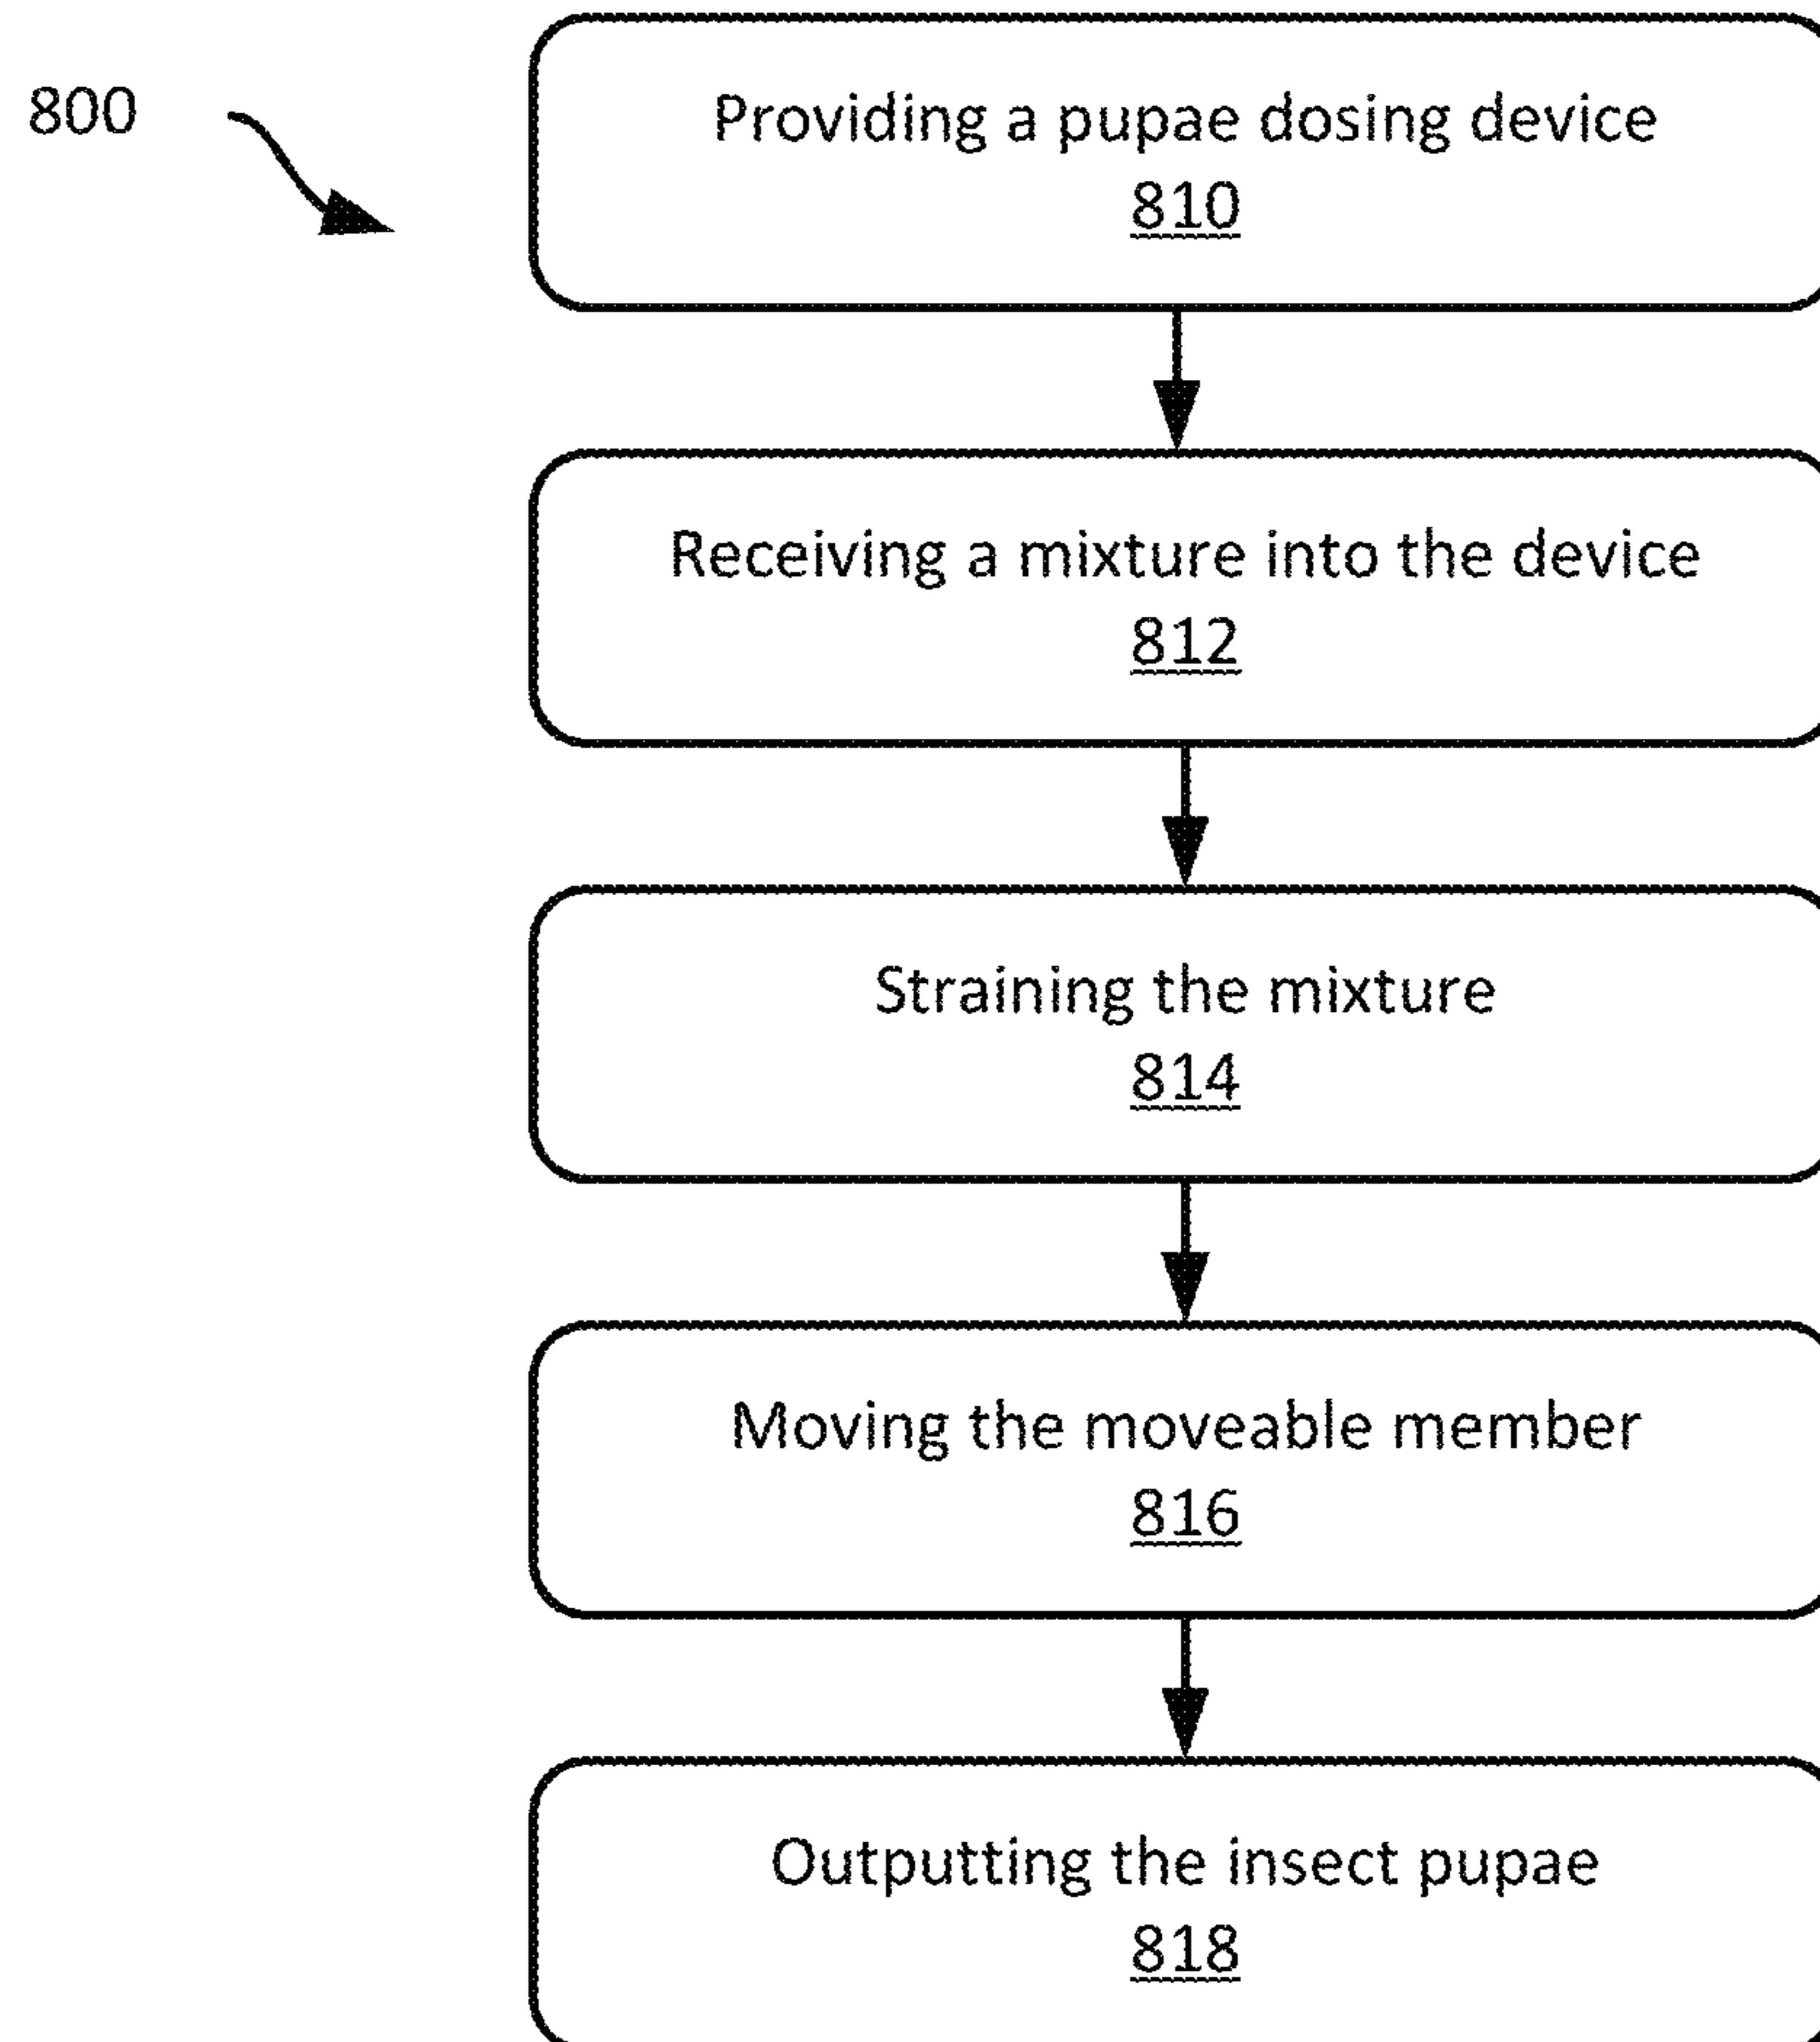 800
Providing a pupae dosing device
810
Receiving a mixture into the device
812
Straining the mixture
814
Moving the moveable member
816
Outputting the insect pupae
818